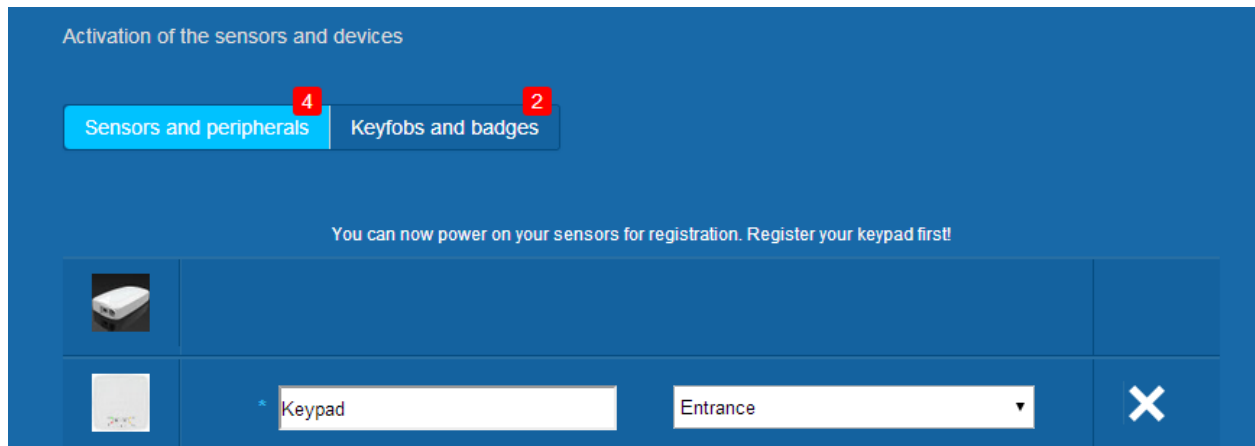 Activation of the sensors and devices
4
2
Sensors and peripherals
Keyfobs and badges
You can now power on your sensors for registration. Register your keypad first!
* Keypad
Entrance